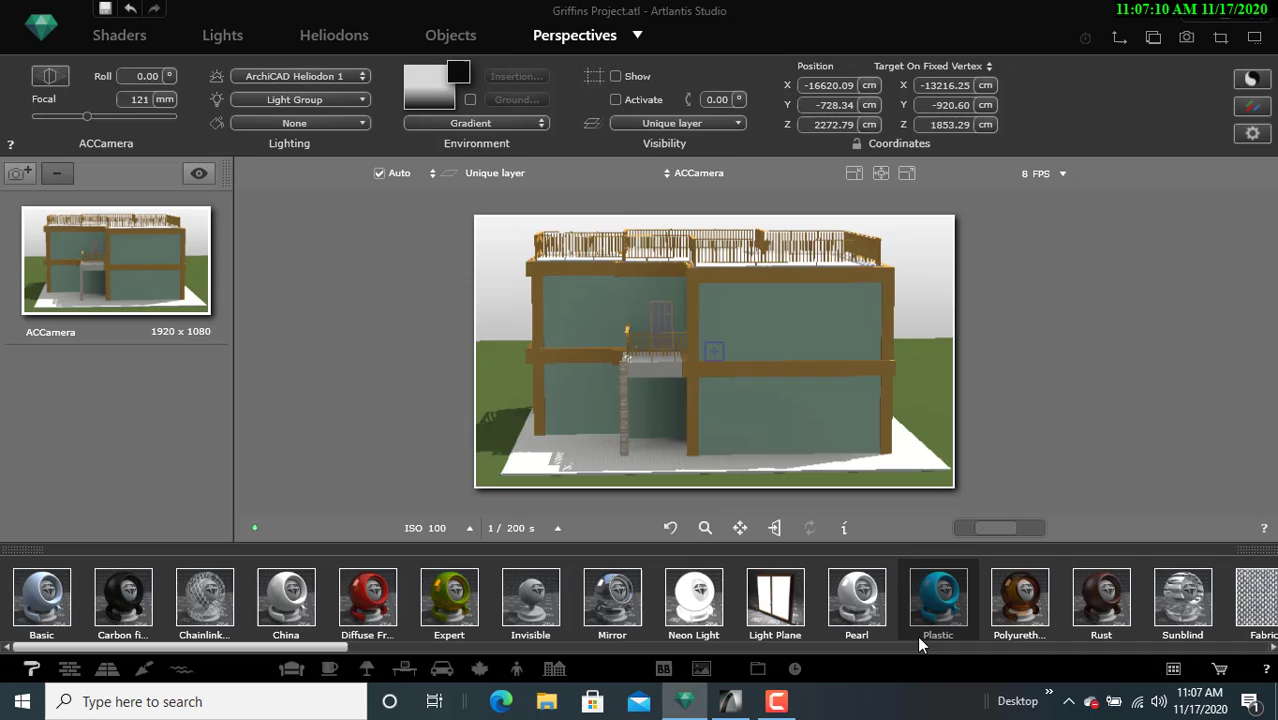 Griffins Project.atl - Artlantis Studio
11:07:10 AM 11/17/2020
Shaders Lights Heliodons Objects Perspectives
Roll 0.00 °
Focal 121 mm
ACCamera
ArchiCAD Heliodon 1
Light Group
None
Lighting
Insertion...
Ground...
Gradient
Environment
Show
Activate 0.00 °
Unique layer
Visibility
Position Target On Fixed Vertex
X -16620.09 cm X -13216.25 cm
Y -728.34 cm Y -920.60 cm
Z 2272.79 cm Z 1853.29 cm
Coordinates
?
Auto Unique layer ACCamera 8 FPS
ACCamera 1920 x 1080
ISO 100 1 / 200 s i ?
Basic Carbon fi... Chainlink... China Diffuse Fr... Expert Invisible Mirror Neon Light Light Plane Pearl Plastic Polyureth... Rust Sunblind Fabric
BB ?
Type here to search
Desktop
11:07 AM
11/17/2020
1